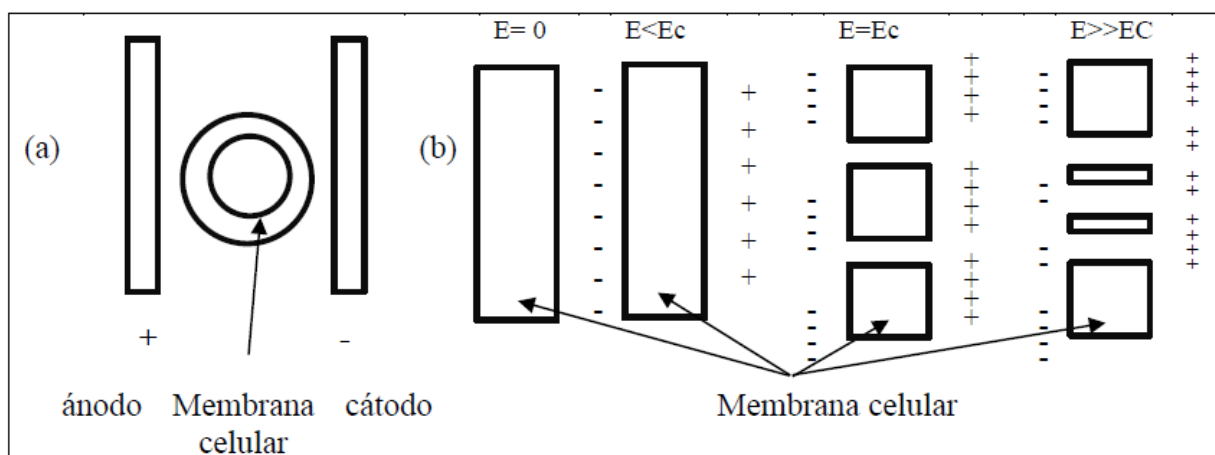 (a)
+
-
ánodo
Membrana
celular
cátodo
(b)
E= 0
E<Ec
E=Ec
E>>EC
- - - - - -
+ + + + + +
- - - -
+ + + +
- - - -
+ + + +
- - - -
+ + + +
- - - -
+ + + +
+ +
- -
+ +
- -
+ + + +
- - - -
Membrana celular